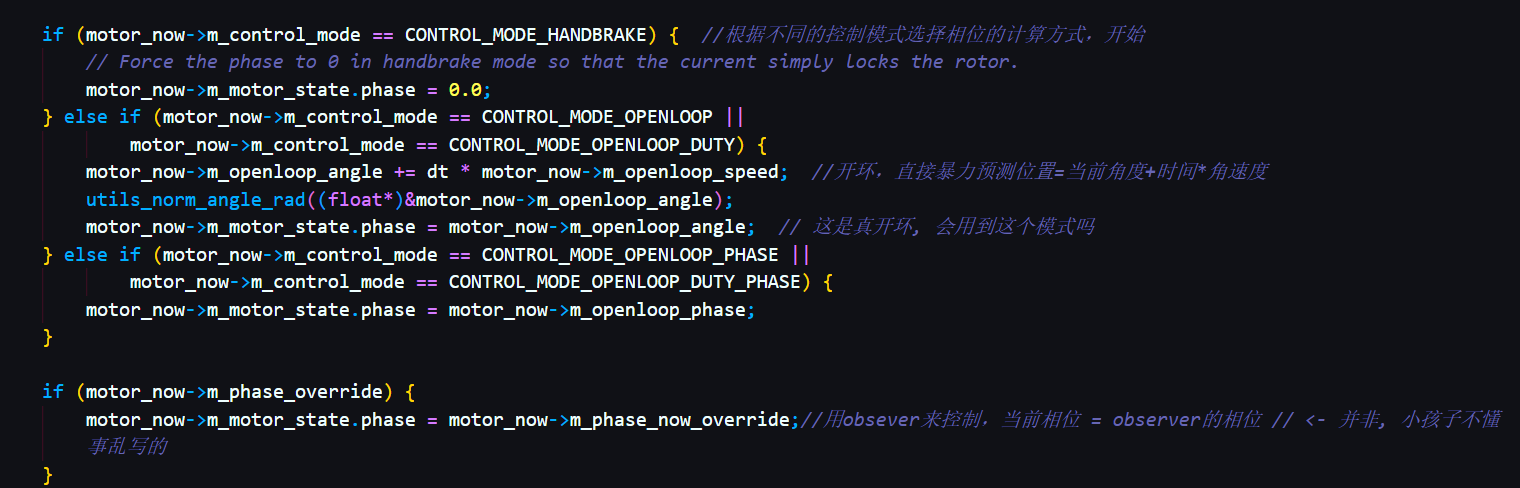 if (motor_now->m_control_mode == CONTROL_MODE_HANDBRAKE) {  //根据不同的控制模式选择相位的计算方式，开始
// Force the phase to 0 in handbrake mode so that the current simply locks the rotor.
motor_now->m_motor_state.phase = 0.0;
} else if (motor_now->m_control_mode == CONTROL_MODE_OPENLOOP ||
motor_now->m_control_mode == CONTROL_MODE_OPENLOOP_DUTY) {
motor_now->m_openloop_angle += dt * motor_now->m_openloop_speed;  //开环，直接暴力预测位置=当前角度+时间*角速度
utils_norm_angle_rad((float*)&motor_now->m_openloop_angle);
motor_now->m_motor_state.phase = motor_now->m_openloop_angle;  // 这是真开环, 会用到这个模式吗
} else if (motor_now->m_control_mode == CONTROL_MODE_OPENLOOP_PHASE ||
motor_now->m_control_mode == CONTROL_MODE_OPENLOOP_DUTY_PHASE) {
motor_now->m_motor_state.phase = motor_now->m_openloop_phase;
}
if (motor_now->m_phase_override) {
motor_now->m_motor_state.phase = motor_now->m_phase_now_override;//用obsever来控制，当前相位 = observer的相位 // <- 并非, 小孩子不懂
事乱写的
}